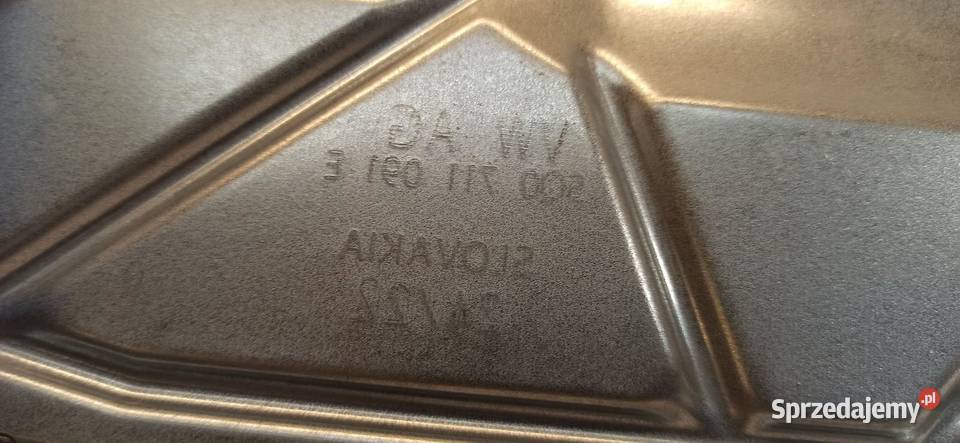 VW AG
5Q0 711 091 E
SLOVAKIA
24/22
Sprzedajemy.pl